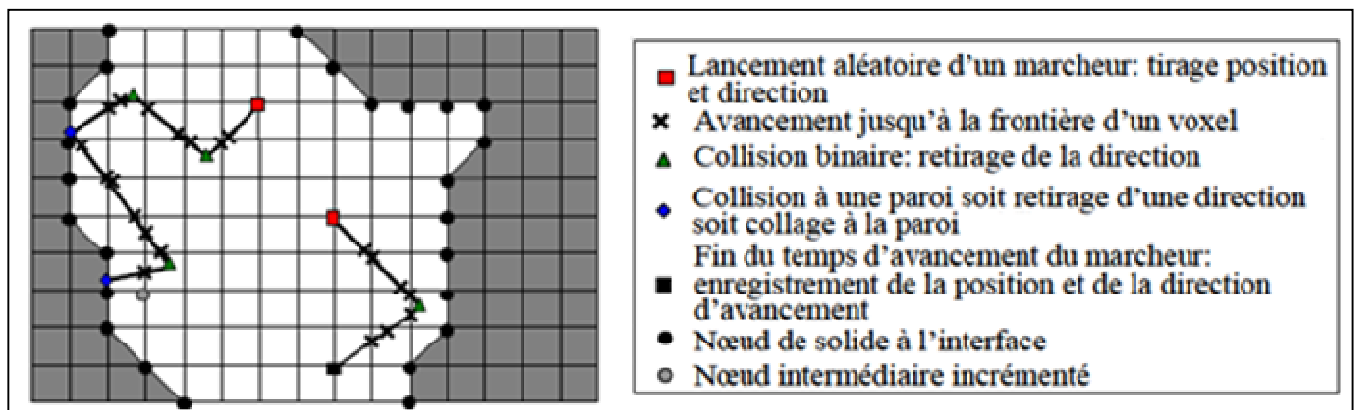 Lancement aléatoire d'un marcheur: tirage position
et direction
Avancement jusqu'à la frontière d'un voxel
Collision binaire: retirage de la direction
Collision à une paroi soit retirage d'une direction
soit collage à la paroi
Fin du temps d'avancement du marcheur:
enregistrement de la position et de la direction
d'avancement
Nœud de solide à l'interface
Nœud intermédiaire incrémenté